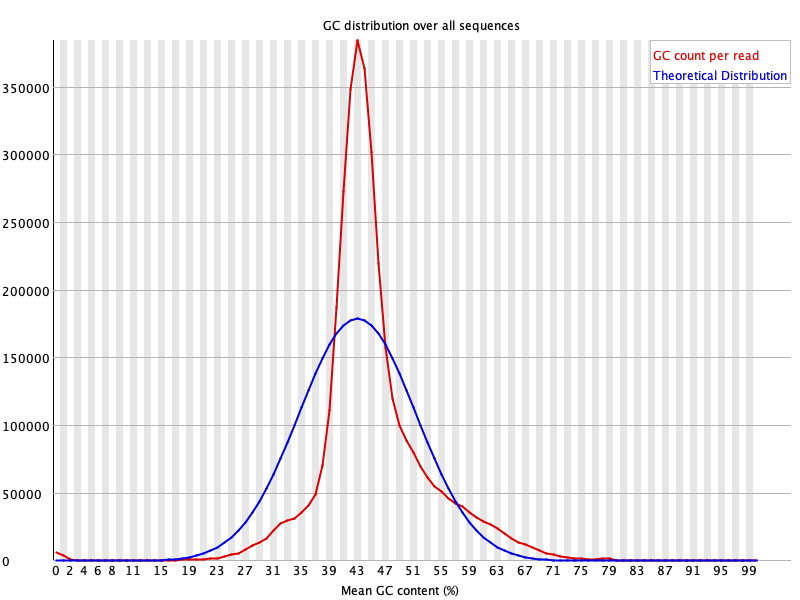 GC distribution over all sequences
GC count per read
Theoretical Distribution
350000
300000
250000
200000
150000
100000
50000
0
0 2 4 6 8 11 15 19 23 27 31 35 39 43 47 51 55 59 63 67 71 75 79 83 87 91 95 99
Mean GC content (%)